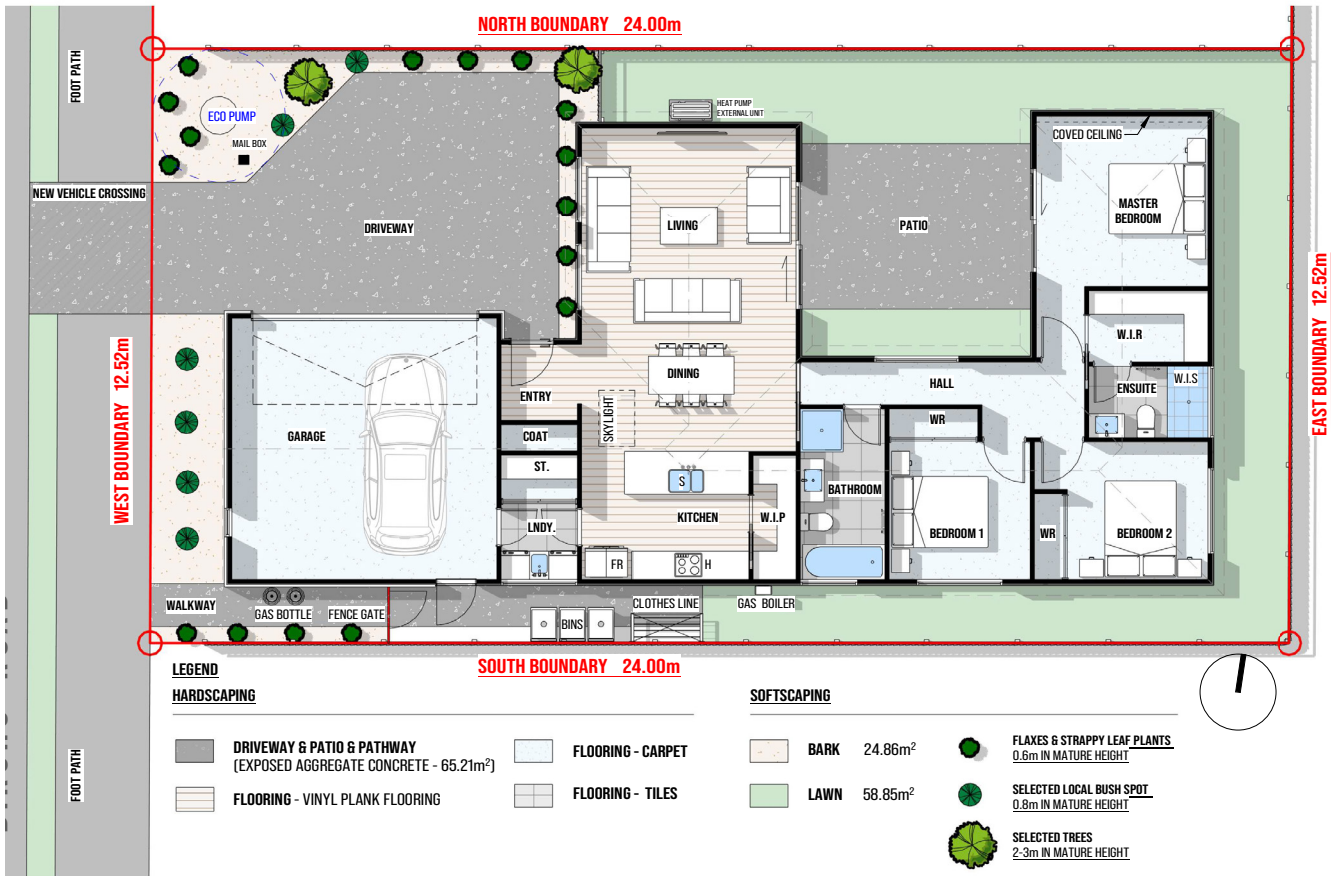 NORTH BOUNDARY 24.00m
FOOT PATH
ECO PUMP
MAIL BOX
HEAT PUMP
EXTERNAL UNIT
COVED CEILING
NEW VEHICLE CROSSING
DRIVEWAY
LIVING
PATIO
MASTER
BEDROOM
WEST BOUNDARY 12.52m
EAST BOUNDARY 12.52m
W.I.R
ENTRY
DINING
HALL
ENSUITE
W.I.S
GARAGE
SKYLIGHT
COAT
WR
ST.
S
BATHROOM
LNDY.
KITCHEN
W.I.P
BEDROOM 1
WR
BEDROOM 2
FR
H
WALKWAY
GAS BOTTLE
FENCE GATE
BINS
CLOTHES LINE
GAS BOILER
SOUTH BOUNDARY 24.00m
LEGEND
HARDSCAPING
SOFTSCAPING
FOOT PATH
DRIVEWAY & PATIO & PATHWAY
(EXPOSED AGGREGATE CONCRETE - 65.21m²)
FLOORING - CARPET
BARK 24.86m²
FLAXES & STRAPPY LEAF PLANTS
0.6m IN MATURE HEIGHT
FLOORING - VINYL PLANK FLOORING
FLOORING - TILES
LAWN 58.85m²
SELECTED LOCAL BUSH SPOT
0.8m IN MATURE HEIGHT
SELECTED TREES
2-3m IN MATURE HEIGHT